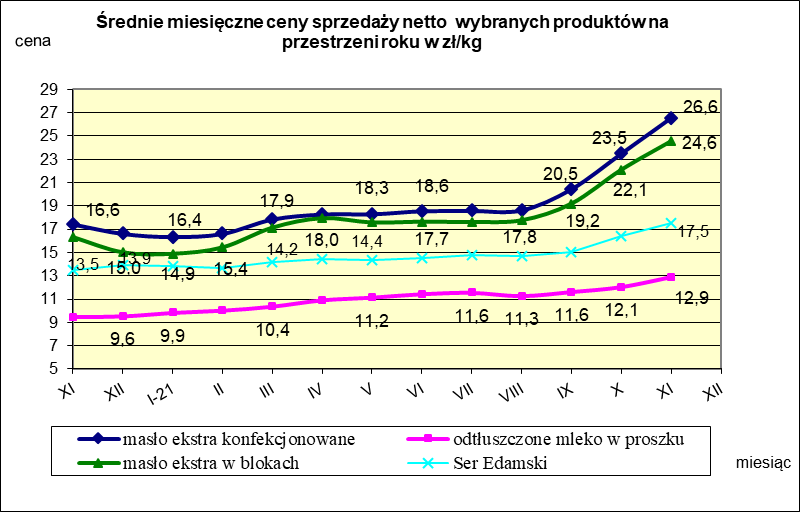 Średnie miesięczne ceny sprzedaży netto wybranych produktów na
przestrzeni roku w zł/kg
cena
29
27
25
23
21
19
17
15
13
11
9
7
5
16,6
16,4
17,9
18,3
18,6
20,5
23,5
26,6
15,0
14,9
15,4
18,0
17,7
17,8
19,2
22,1
24,6
13,5
13,9
14,2
14,4
17,5
9,6
9,9
10,4
11,2
11,6
11,3
11,6
12,1
12,9
XI
XII
I-21
II
III
IV
V
VI
VII
VIII
IX
X
XI
XII
masło ekstra konfekcjonowane
odtłuszczone mleko w proszku
masło ekstra w blokach
Ser Edamski
miesiąc